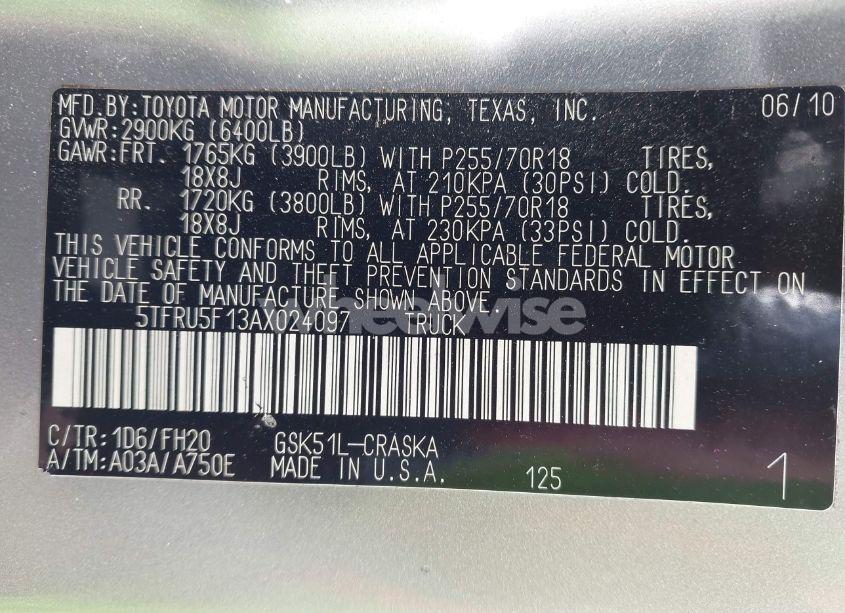 MFD.BY:TOYOTA MOTOR MANUFACTURING, TEXAS, INC. 06/10
GVWR:2900KG (6400LB)
GAWR:FRT. 1765KG (3900LB) WITH P255/70R18 TIRES,
18X8J RIMS, AT 210KPA (30PSI) COLD.
RR. 1720KG (3800LB) WITH P255/70R18 TIRES,
18X8J RIMS, AT 230KPA (33PSI) COLD.
THIS VEHICLE CONFORMS TO ALL APPLICABLE FEDERAL MOTOR
VEHICLE SAFETY AND THEFT PREVENTION STANDARDS IN EFFECT ON
THE DATE OF MANUFACTURE SHOWN ABOVE.
wheelwise
5TFRU5F13AX024097 TRUCK
C/TR:1D6/FH20 GSK51L-CRASKA
A/TM:A03A/A750E MADE IN U.S.A. 125 1